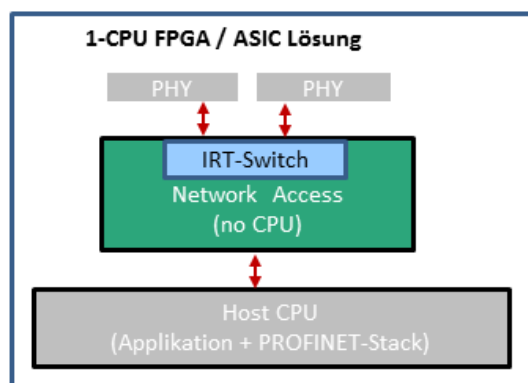 1-CPU FPGA / ASIC Lösung
PHY
PHY
IRT-Switch
Network Access
(no CPU)
Host CPU
(Applikation + PROFINET-Stack)